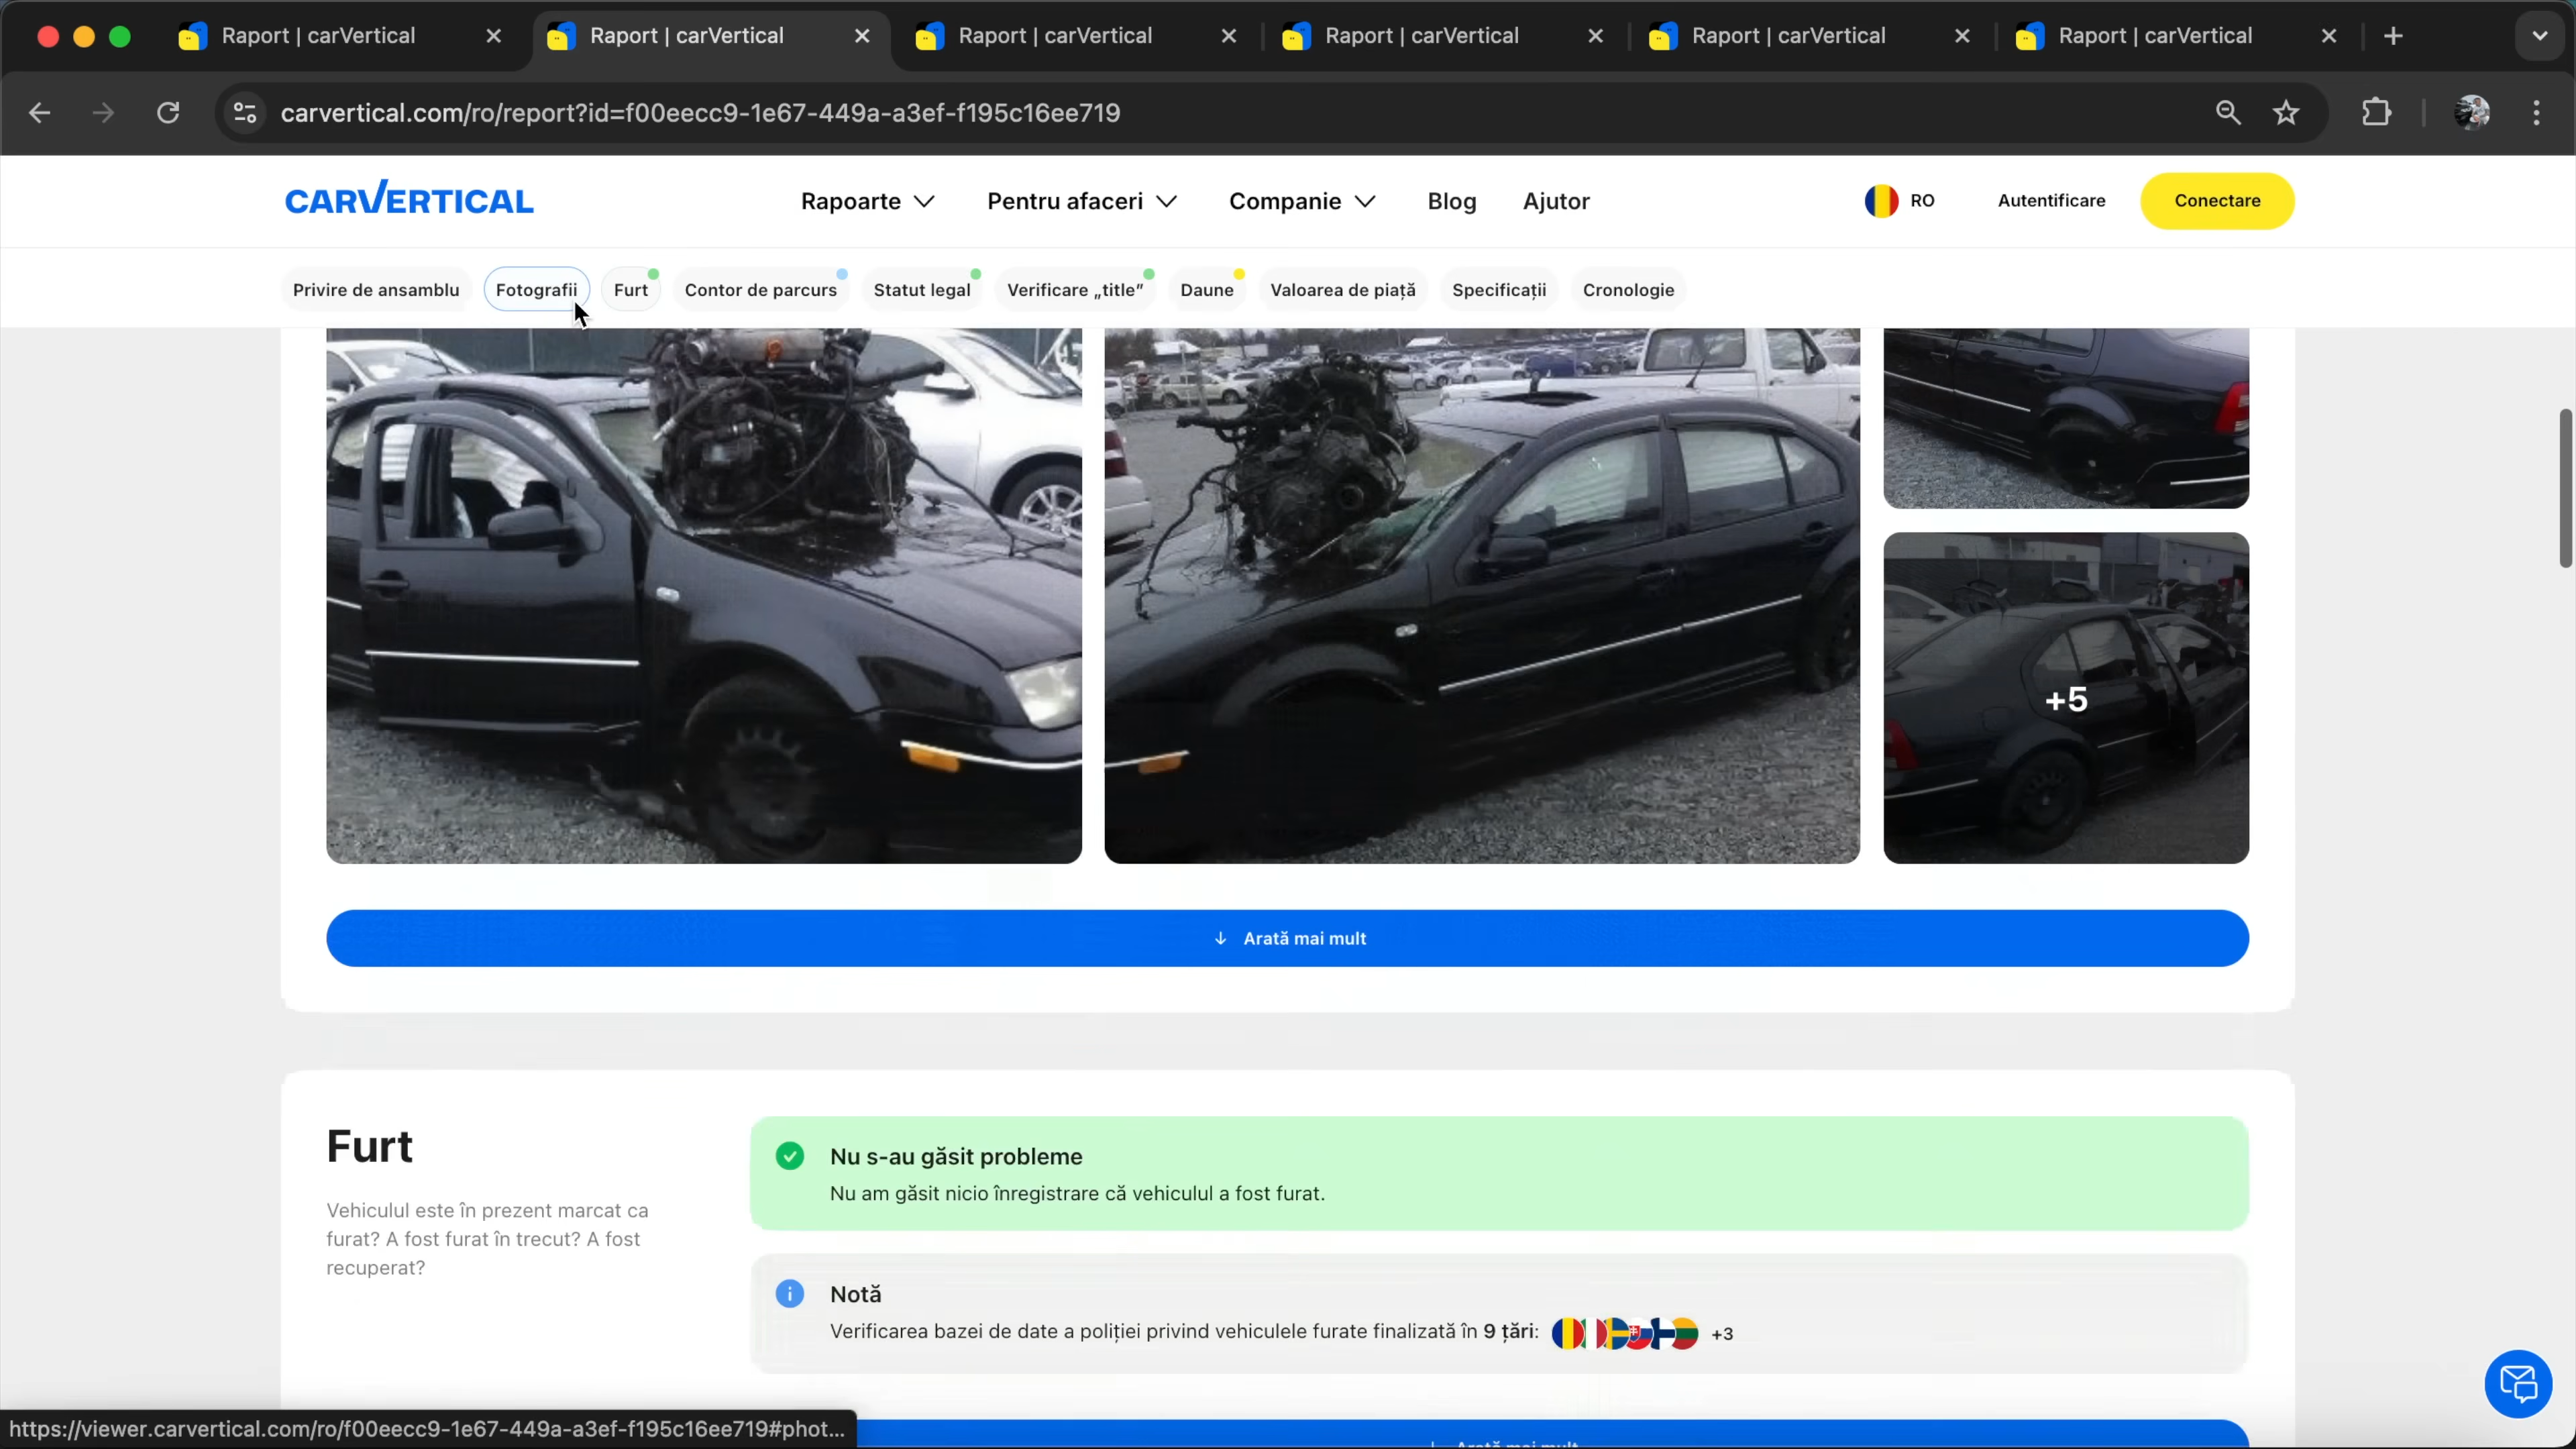 Raport | carVertical
Raport | carVertical
Raport | carVertical
Raport | carVertical
Raport | carVertical
Raport | carVertical
carvertical.com/ro/report?id=f00eecc9-1e67-449a-a3ef-f195c16ee719
CARVERTICAL
Rapoarte
Pentru afaceri
Companie
Blog
Ajutor
RO
Autentificare
Conectare
Privire de ansamblu
Fotografii
Furt
Contor de parcurs
Statut legal
Verificare „title”
Daune
Valoarea de piață
Specificații
Cronologie
+5
Arată mai mult
Furt
Vehiculul este în prezent marcat ca
furat? A fost furat în trecut? A fost
recuperat?
Nu s-au găsit probleme
Nu am găsit nicio înregistrare că vehiculul a fost furat.
Notă
Verificarea bazei de date a poliției privind vehiculele furate finalizată în 9 țări: +3
Arată mai mult
https://viewer.carvertical.com/ro/f00eecc9-1e67-449a-a3ef-f195c16ee719#phot...